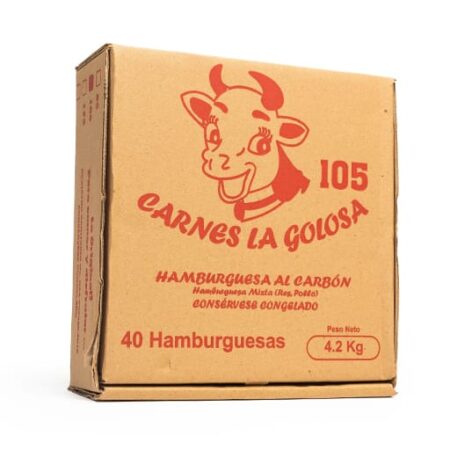 105
CARNES LA GOLOSA
HAMBURGUESA AL CARBÓN
Hamburguesa Mixta (Res, Pollo)
CONSÉRVESE CONGELADO
40 Hamburguesas
Peso Neto
4.2 Kg